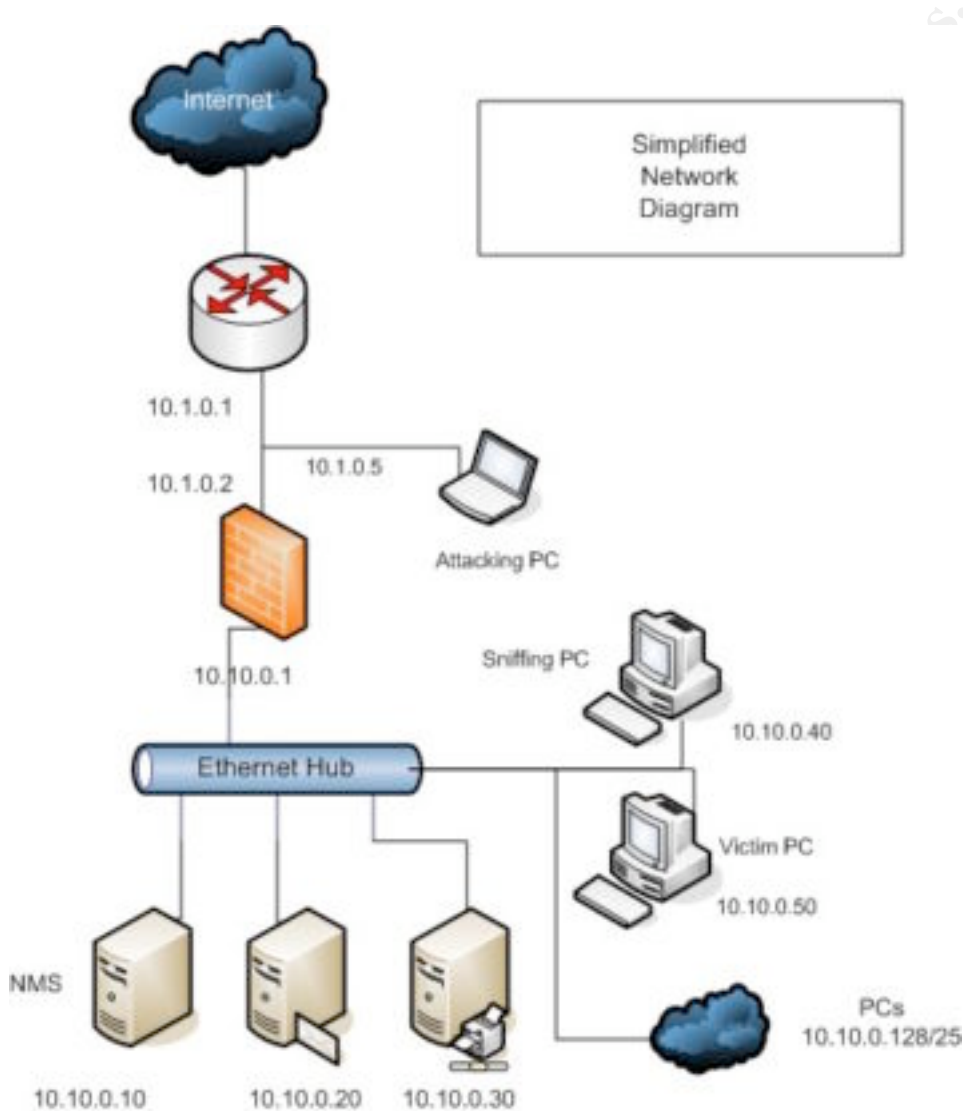 Internet
Simplified
Network
Diagram
10.1.0.1
10.1.0.5
10.1.0.2
Attacking PC
Sniffing PC
10.10.0.1
10.10.0.40
Ethernet Hub
Victim PC
10.10.0.50
NMS
PCs
10.10.0.128/25
10.10.0.10
10.10.0.20
10.10.0.30